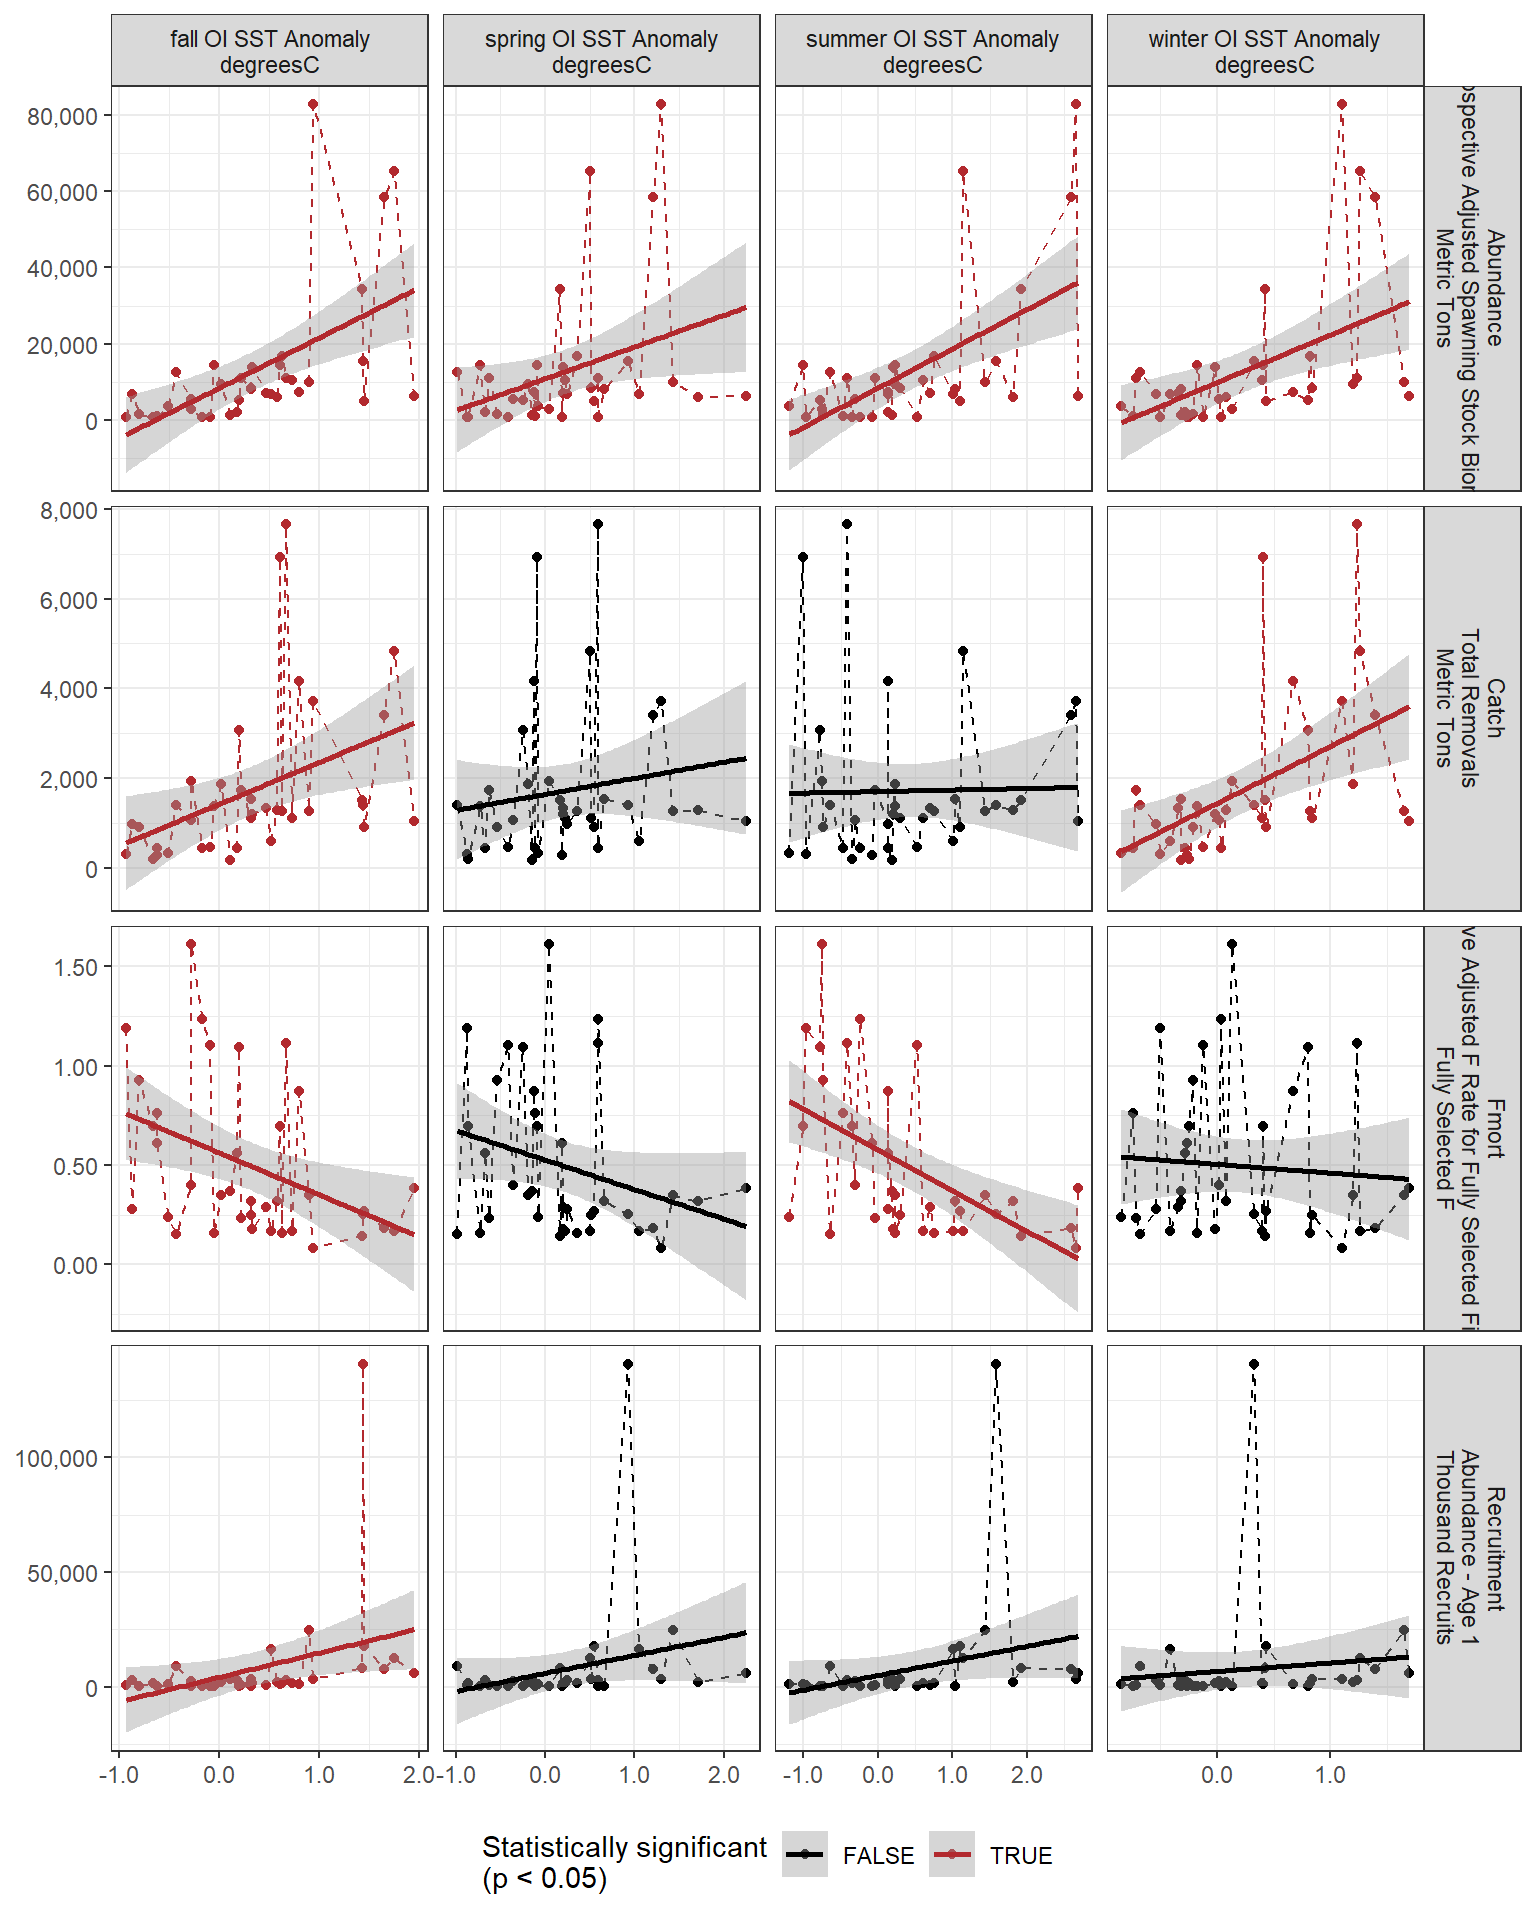 fall OI SST Anomaly
degreesC
spring OI SST Anomaly
degreesC
summer OI SST Anomaly
degreesC
winter OI SST Anomaly
degreesC
80,000
60,000
40,000
20,000
0
Abundance
Adjusted Spawning Stock
Metric Tons
8,000
6,000
4,000
2,000
0
Catch
Total Removals
Metric Tons
1.50
1.00
0.50
0.00
Fmort
Adjusted F Rate for Fully Selected
Fully Selected F
100,000
50,000
0
Recruitment
Abundance - Age 1
Thousand Recruits
-1.0 0.0 1.0 2.0
-1.0 0.0 1.0 2.0
-1.0 0.0 1.0 2.0
0.0 1.0
Statistically significant
(p < 0.05)
FALSE
TRUE